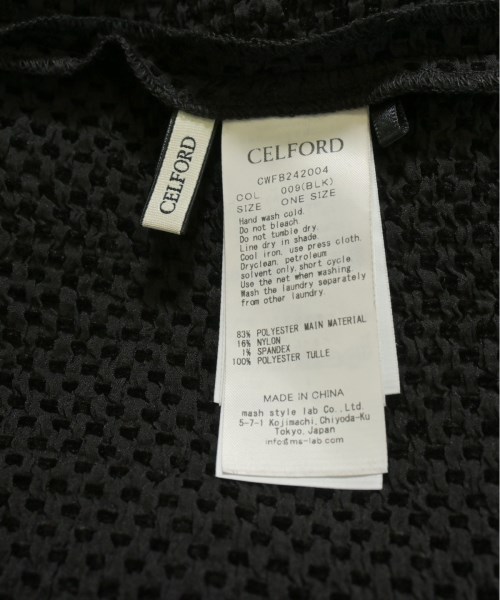 CELFORD
CELFORD
CWFB242004
COL 009(BLK)
SIZE ONE SIZE
Hand wash cold.
Do not bleach.
Do not tumble dry.
Line dry in shade.
Cool iron, use press cloth.
Dryclean, petroleum
solvent only, short cycle
Use the net when washing
Wash the laundry separately
from other laundry.
83% POLYESTER MAIN MATERIAL
16% NYLON
1% SPANDEX
100% POLYESTER TULLE
MADE IN CHINA
mash style lab Co., Ltd.
5-7-1 Kojimachi, Chiyoda-Ku
Tokyo, Japan
info@ms-lab.com